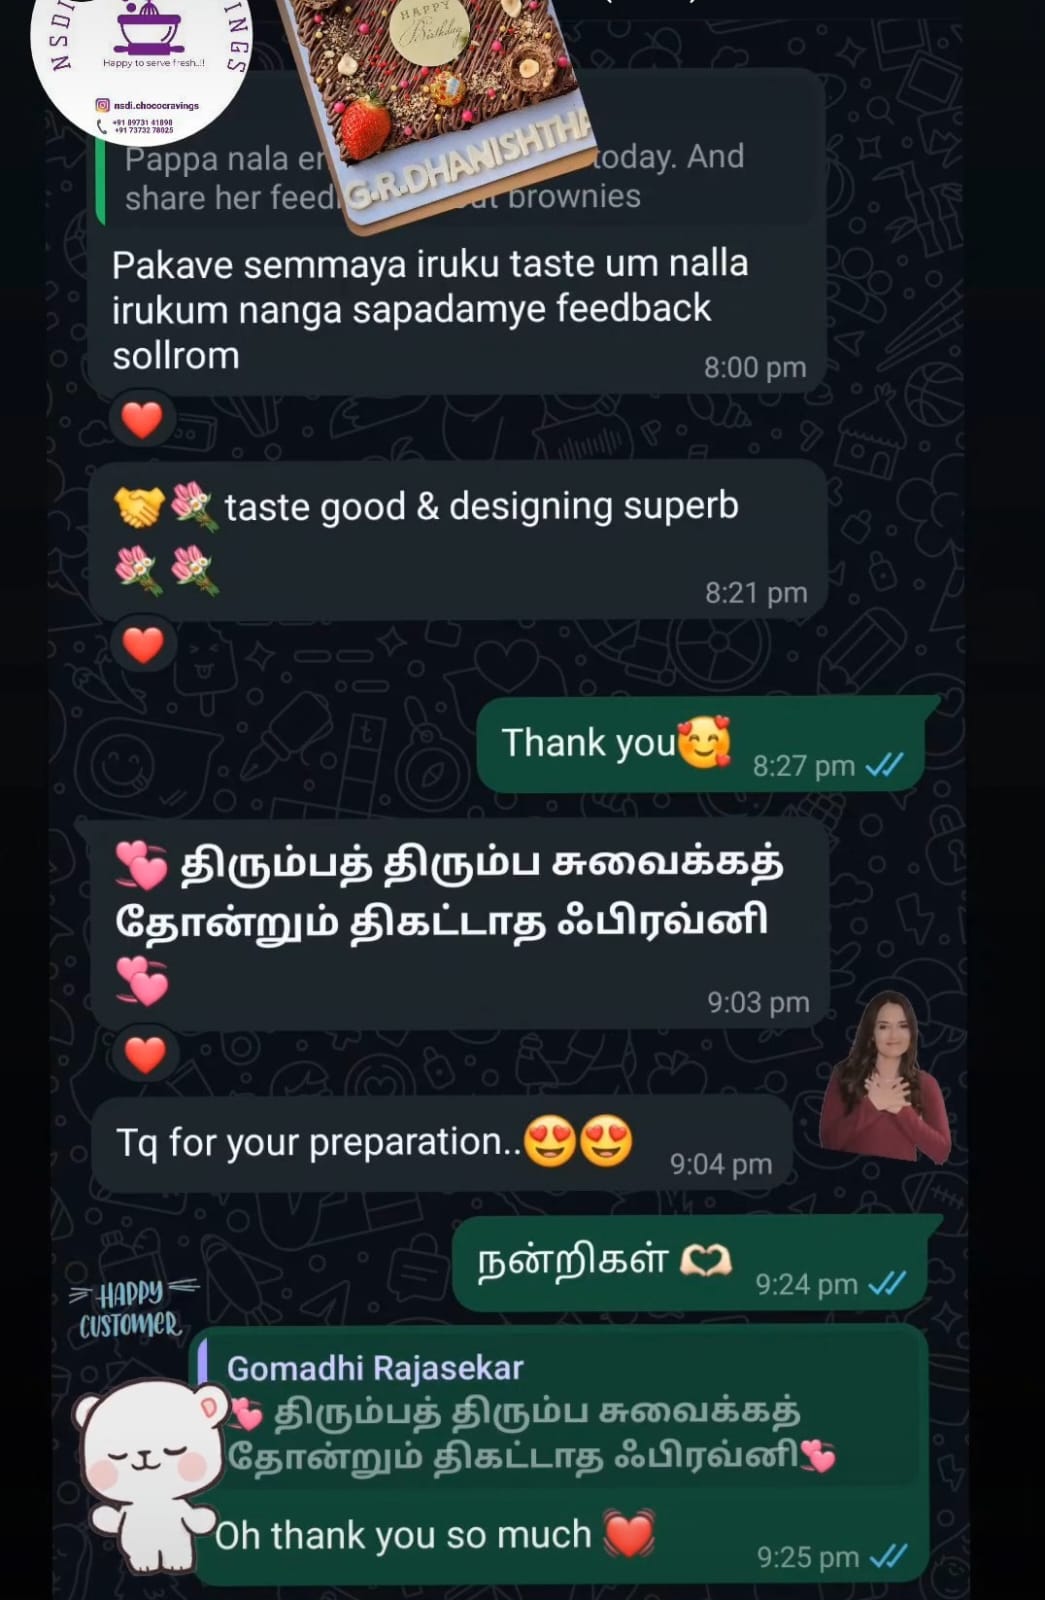 NSDI
INGS
Happy to serve fresh..!!
nsdi.chococravings
+91 89731 41898
+91 73732 78025
HAPPY
Birthday
G.R.DHANISHTHA
Pappa nala today. And
share her brownies
Pakave semmaya iruku taste um nalla
irukum nanga sapadamye feedback
sollrom
8:00 pm
❤️
🤝💐 taste good & designing superb
💐💐
8:21 pm
❤️
Thank you🥰
8:27 pm
💞 திரும்பத் திரும்ப சுவைக்கத்
தோன்றும் திகட்டாத ஃபிரவ்னி
💞
9:03 pm
❤️
Tq for your preparation..😍😍
9:04 pm
நன்றிகள் 🫶🏻
9:24 pm
HAPPY
CUSTOMER
Gomadhi Rajasekar
💞 திரும்பத் திரும்ப சுவைக்கத்
தோன்றும் திகட்டாத ஃபிரவ்னி💞
Oh thank you so much 💓
9:25 pm